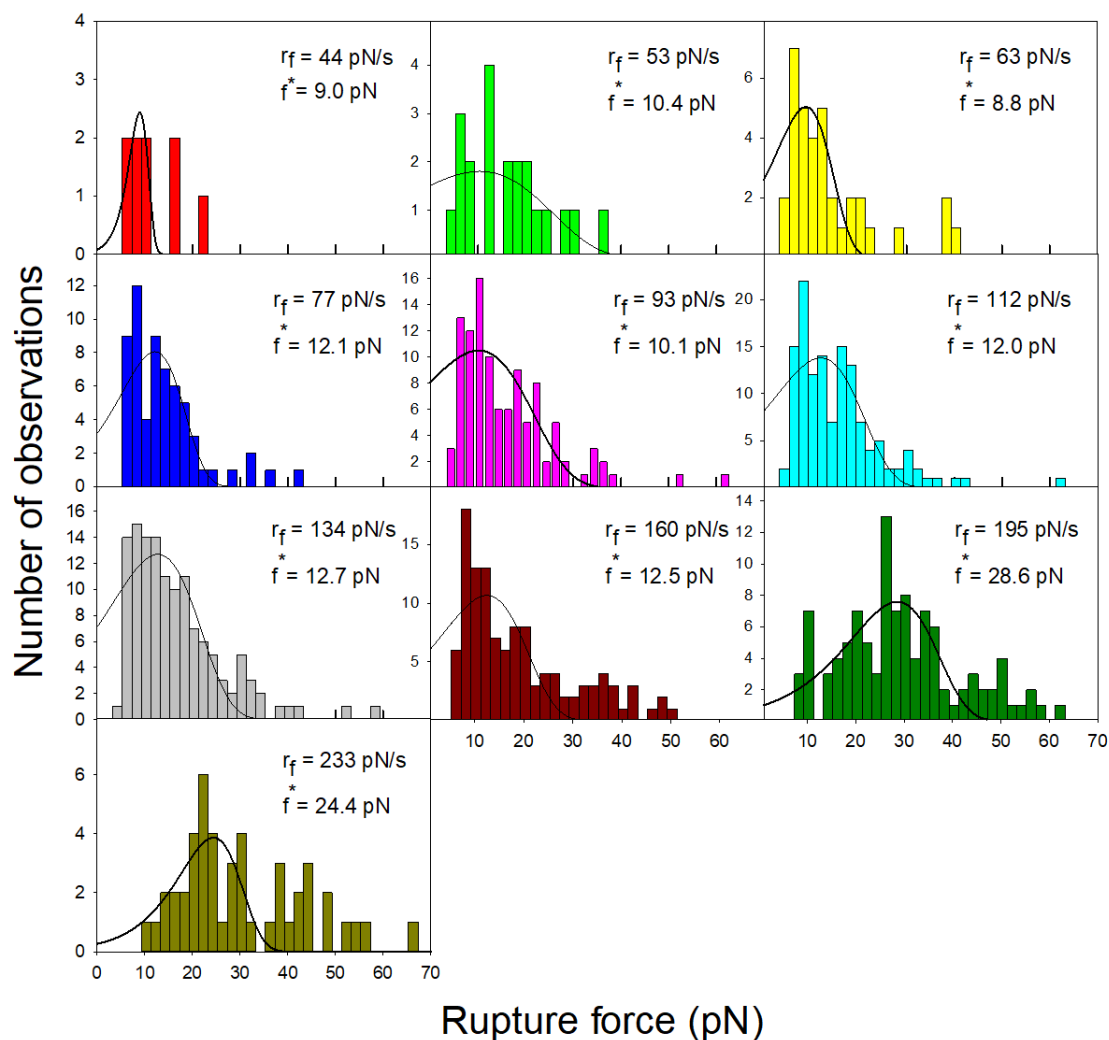 Number of observations
4
3
2
1
0
r_f = 44 pN/s
f* = 9.0 pN
4
3
2
1
r_f = 53 pN/s
f* = 10.4 pN
6
4
2
r_f = 63 pN/s
f* = 8.8 pN
12
10
8
6
4
2
0
r_f = 77 pN/s
f* = 12.1 pN
16
14
12
10
8
6
4
2
r_f = 93 pN/s
f* = 10.1 pN
20
15
10
5
r_f = 112 pN/s
f* = 12.0 pN
16
14
12
10
8
6
4
2
0
r_f = 134 pN/s
f* = 12.7 pN
15
10
5
r_f = 160 pN/s
f* = 12.5 pN
10 20 30 40 50 60
12
10
8
6
4
2
r_f = 195 pN/s
f* = 28.6 pN
10 20 30 40 50 60 70
6
4
2
0
r_f = 233 pN/s
f* = 24.4 pN
0 10 20 30 40 50 60 70
Rupture force (pN)